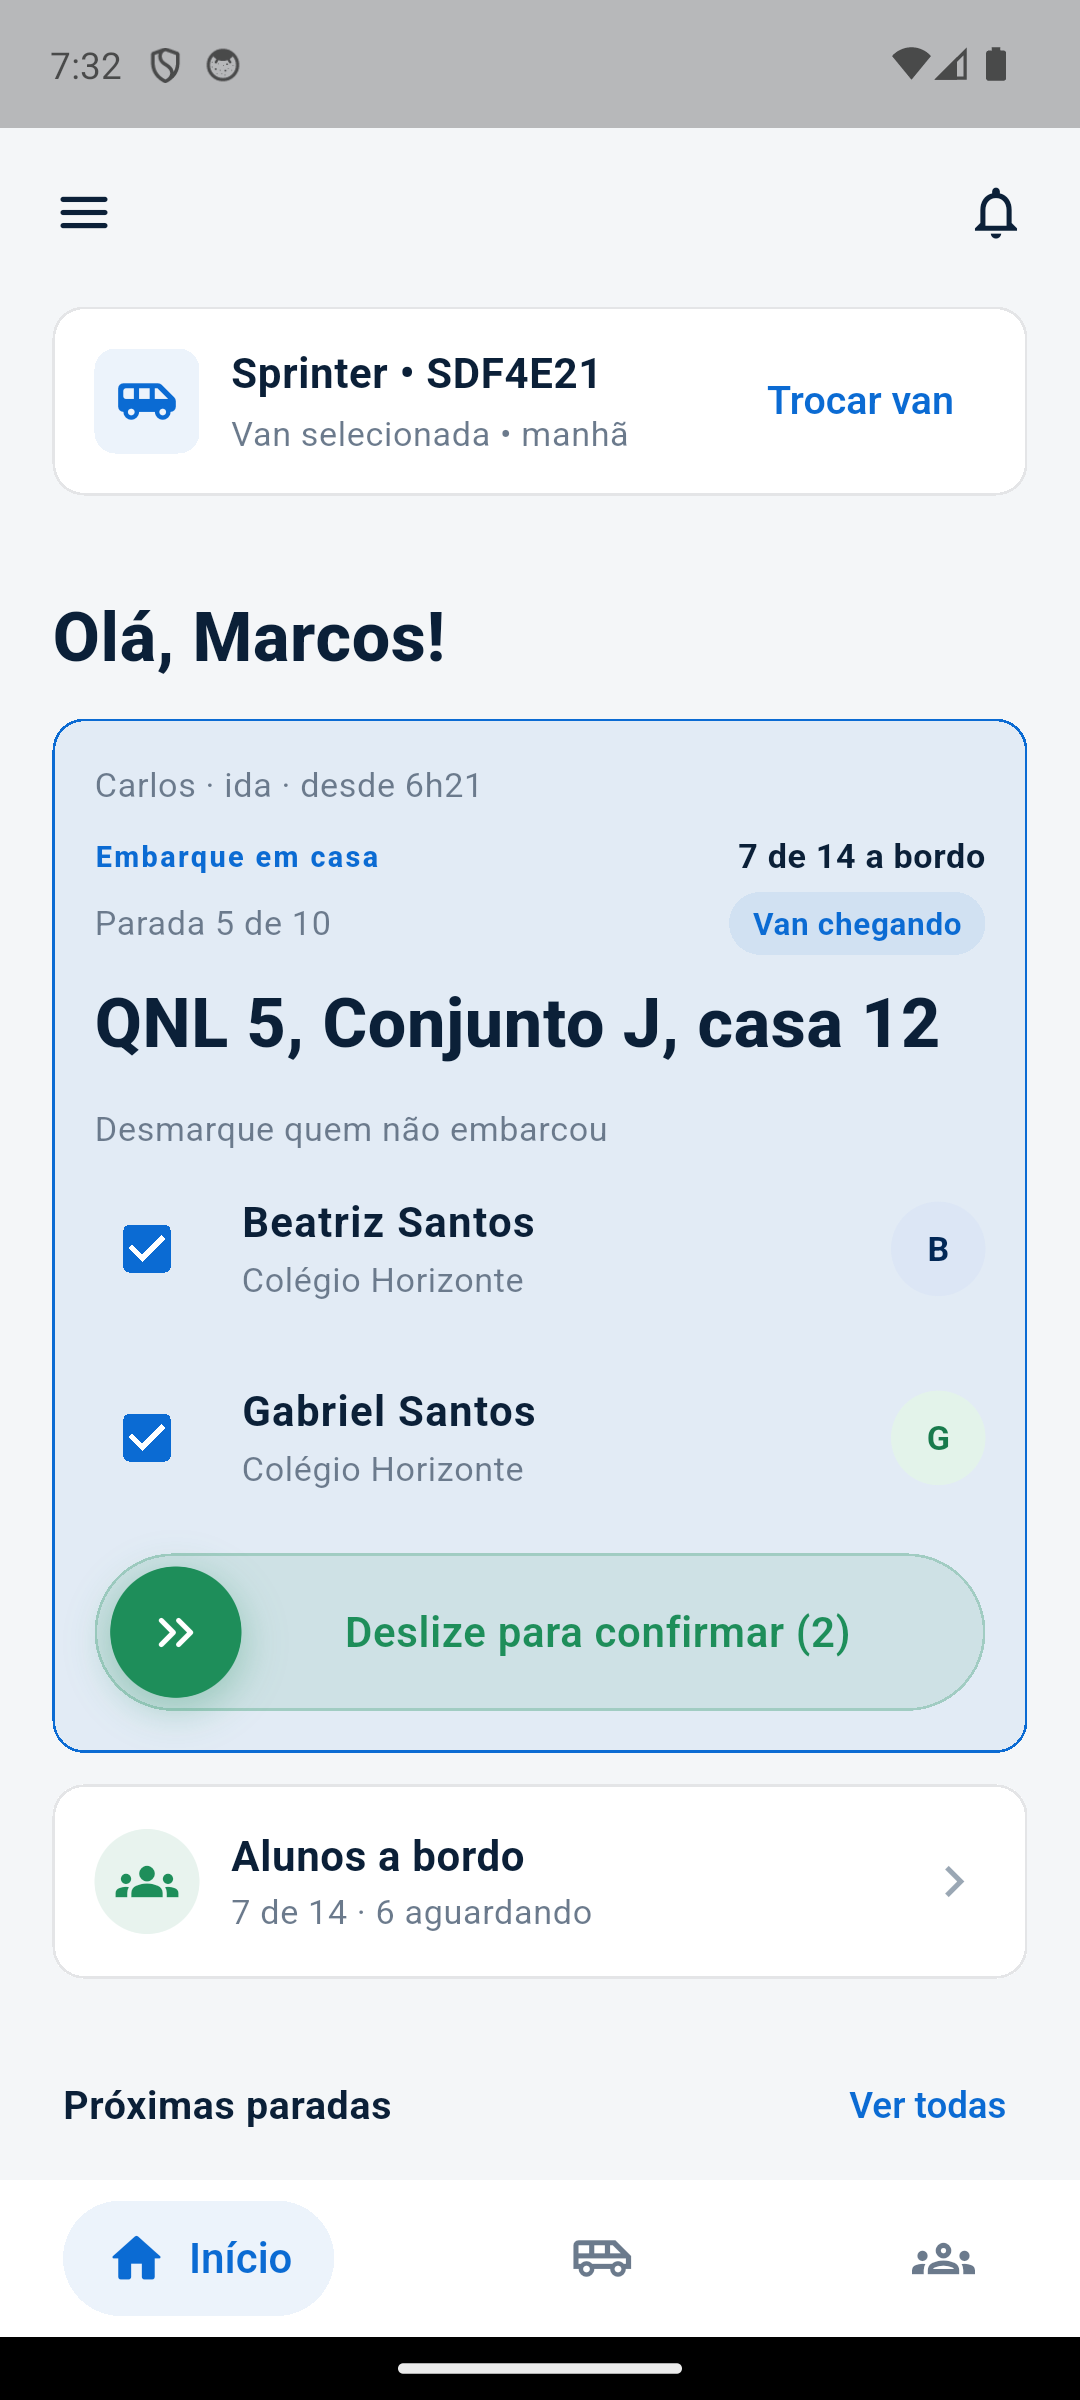 7:32
Sprinter • SDF4E21
Van selecionada • manhã
Trocar van
Olá, Marcos!
Carlos · ida · desde 6h21
Embarque em casa
7 de 14 a bordo
Parada 5 de 10
Van chegando
QNL 5, Conjunto J, casa 12
Desmarque quem não embarcou
Beatriz Santos
Colégio Horizonte
B
Gabriel Santos
Colégio Horizonte
G
Deslize para confirmar (2)
Alunos a bordo
7 de 14 · 6 aguardando
Próximas paradas
Ver todas
Início